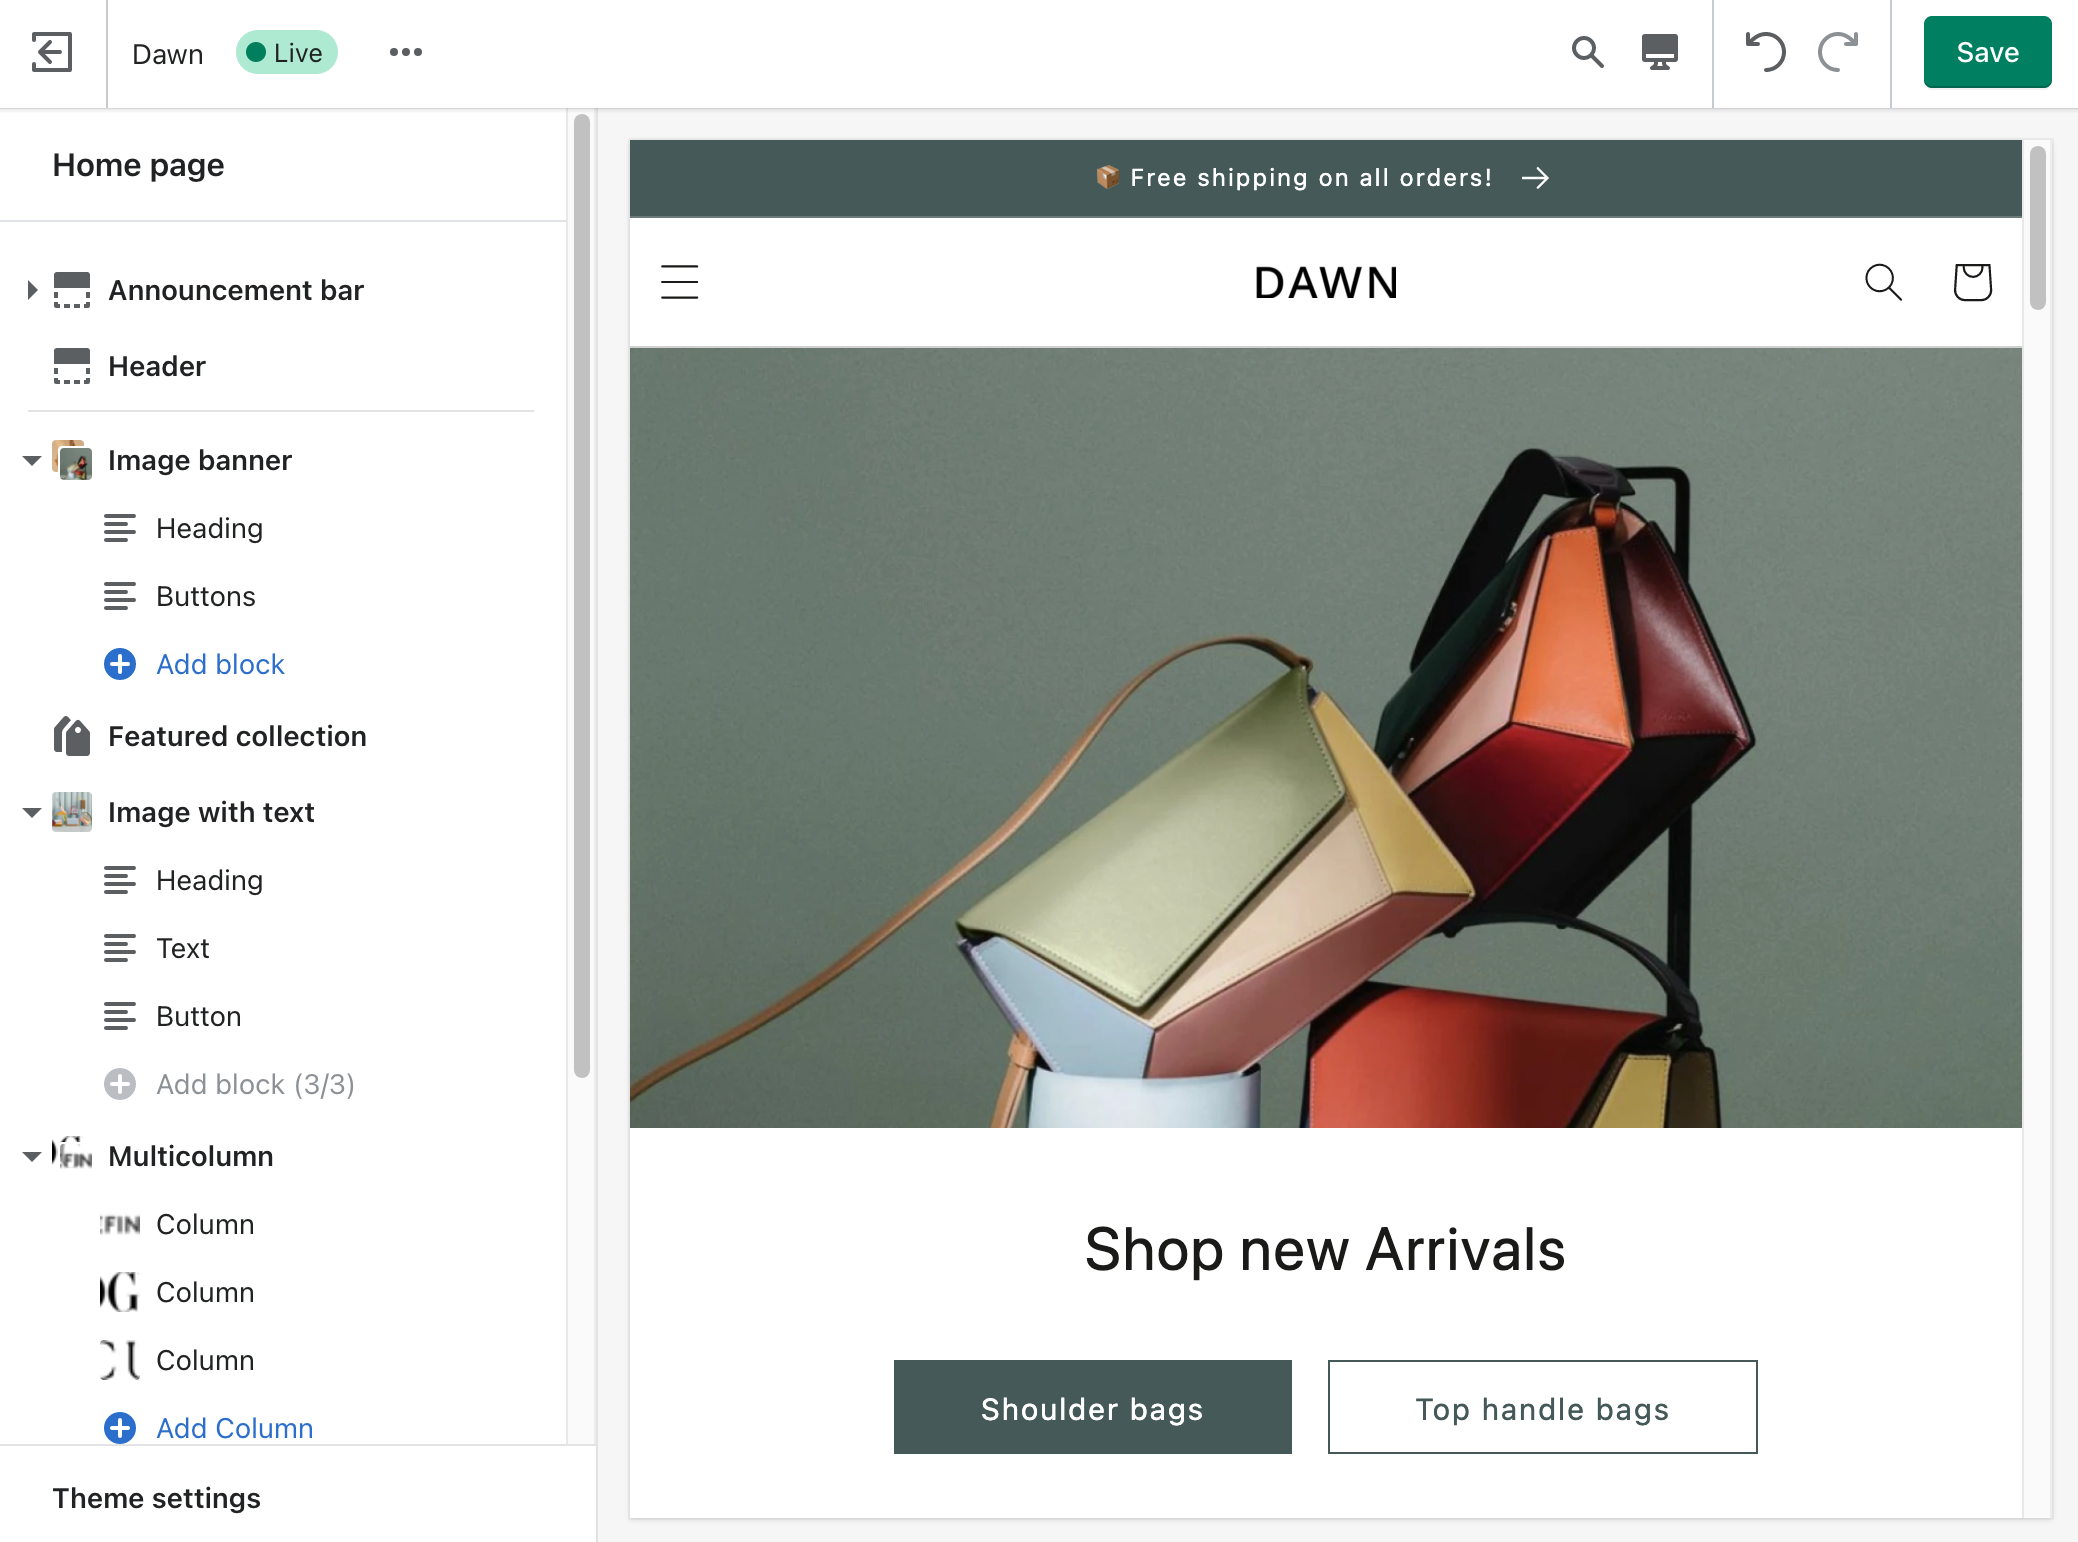 Dawn
Live
Save
Home page
Announcement bar
Header
Image banner
Heading
Buttons
Add block
Featured collection
Image with text
Heading
Text
Button
Add block (3/3)
Multicolumn
Column
Column
Column
Add Column
Theme settings
Free shipping on all orders!
DAWN
Shop new Arrivals
Shoulder bags
Top handle bags